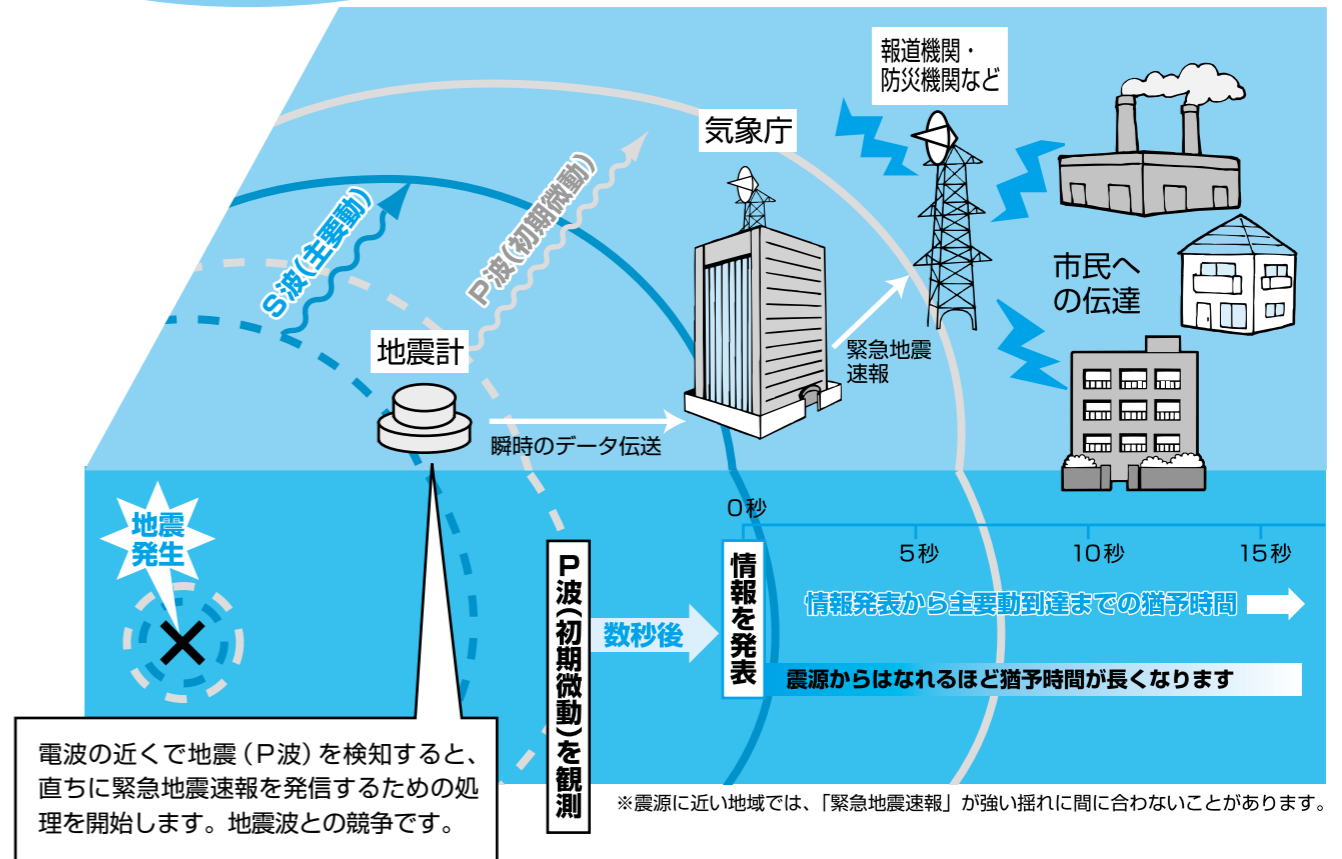 報道機関・
防災機関など
気象庁
P波(初期微動)
S波(主要動)
市民へ
の伝達
地震計
緊急地震
速報
瞬時のデータ伝送
地震
発生
0秒
5秒
10秒
15秒
P波(初期微動)を観測
数秒後
情報を発表
情報発表から主要動到達までの猶予時間
震源からはなれるほど猶予時間が長くなります
電波の近くで地震(P波)を検知すると、
直ちに緊急地震速報を発信するための処
理を開始します。地震波との競争です。
※震源に近い地域では、「緊急地震速報」が強い揺れに間に合わないことがあります。